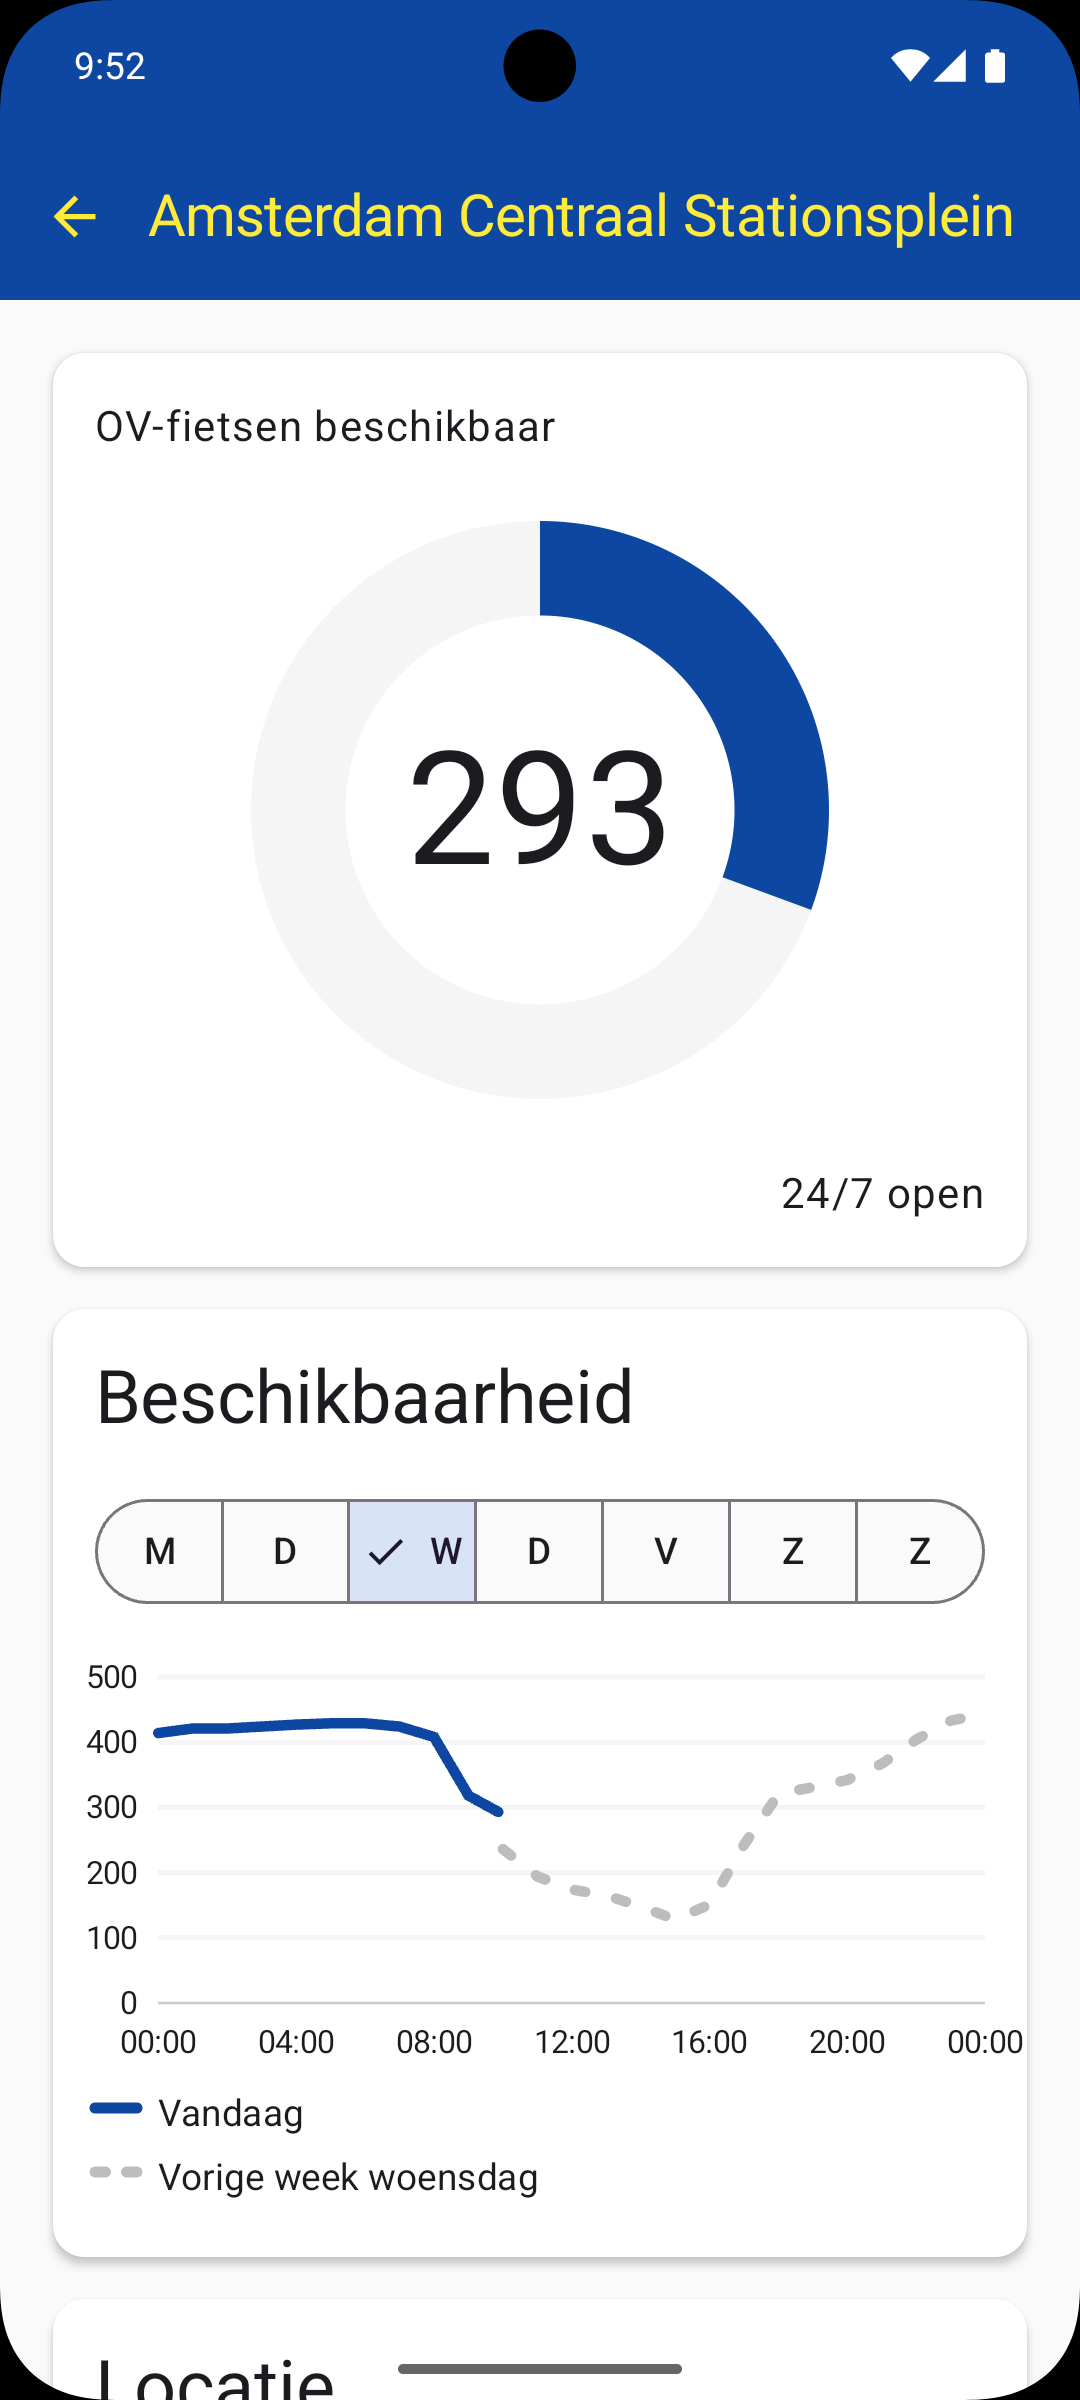 9:52
Amsterdam Centraal Stationsplein
OV-fietsen beschikbaar
293
24/7 open
Beschikbaarheid
M D W D V Z Z
500
400
300
200
100
0
00:00 04:00 08:00 12:00 16:00 20:00 00:00
Vandaag
Vorige week woensdag
Locatie